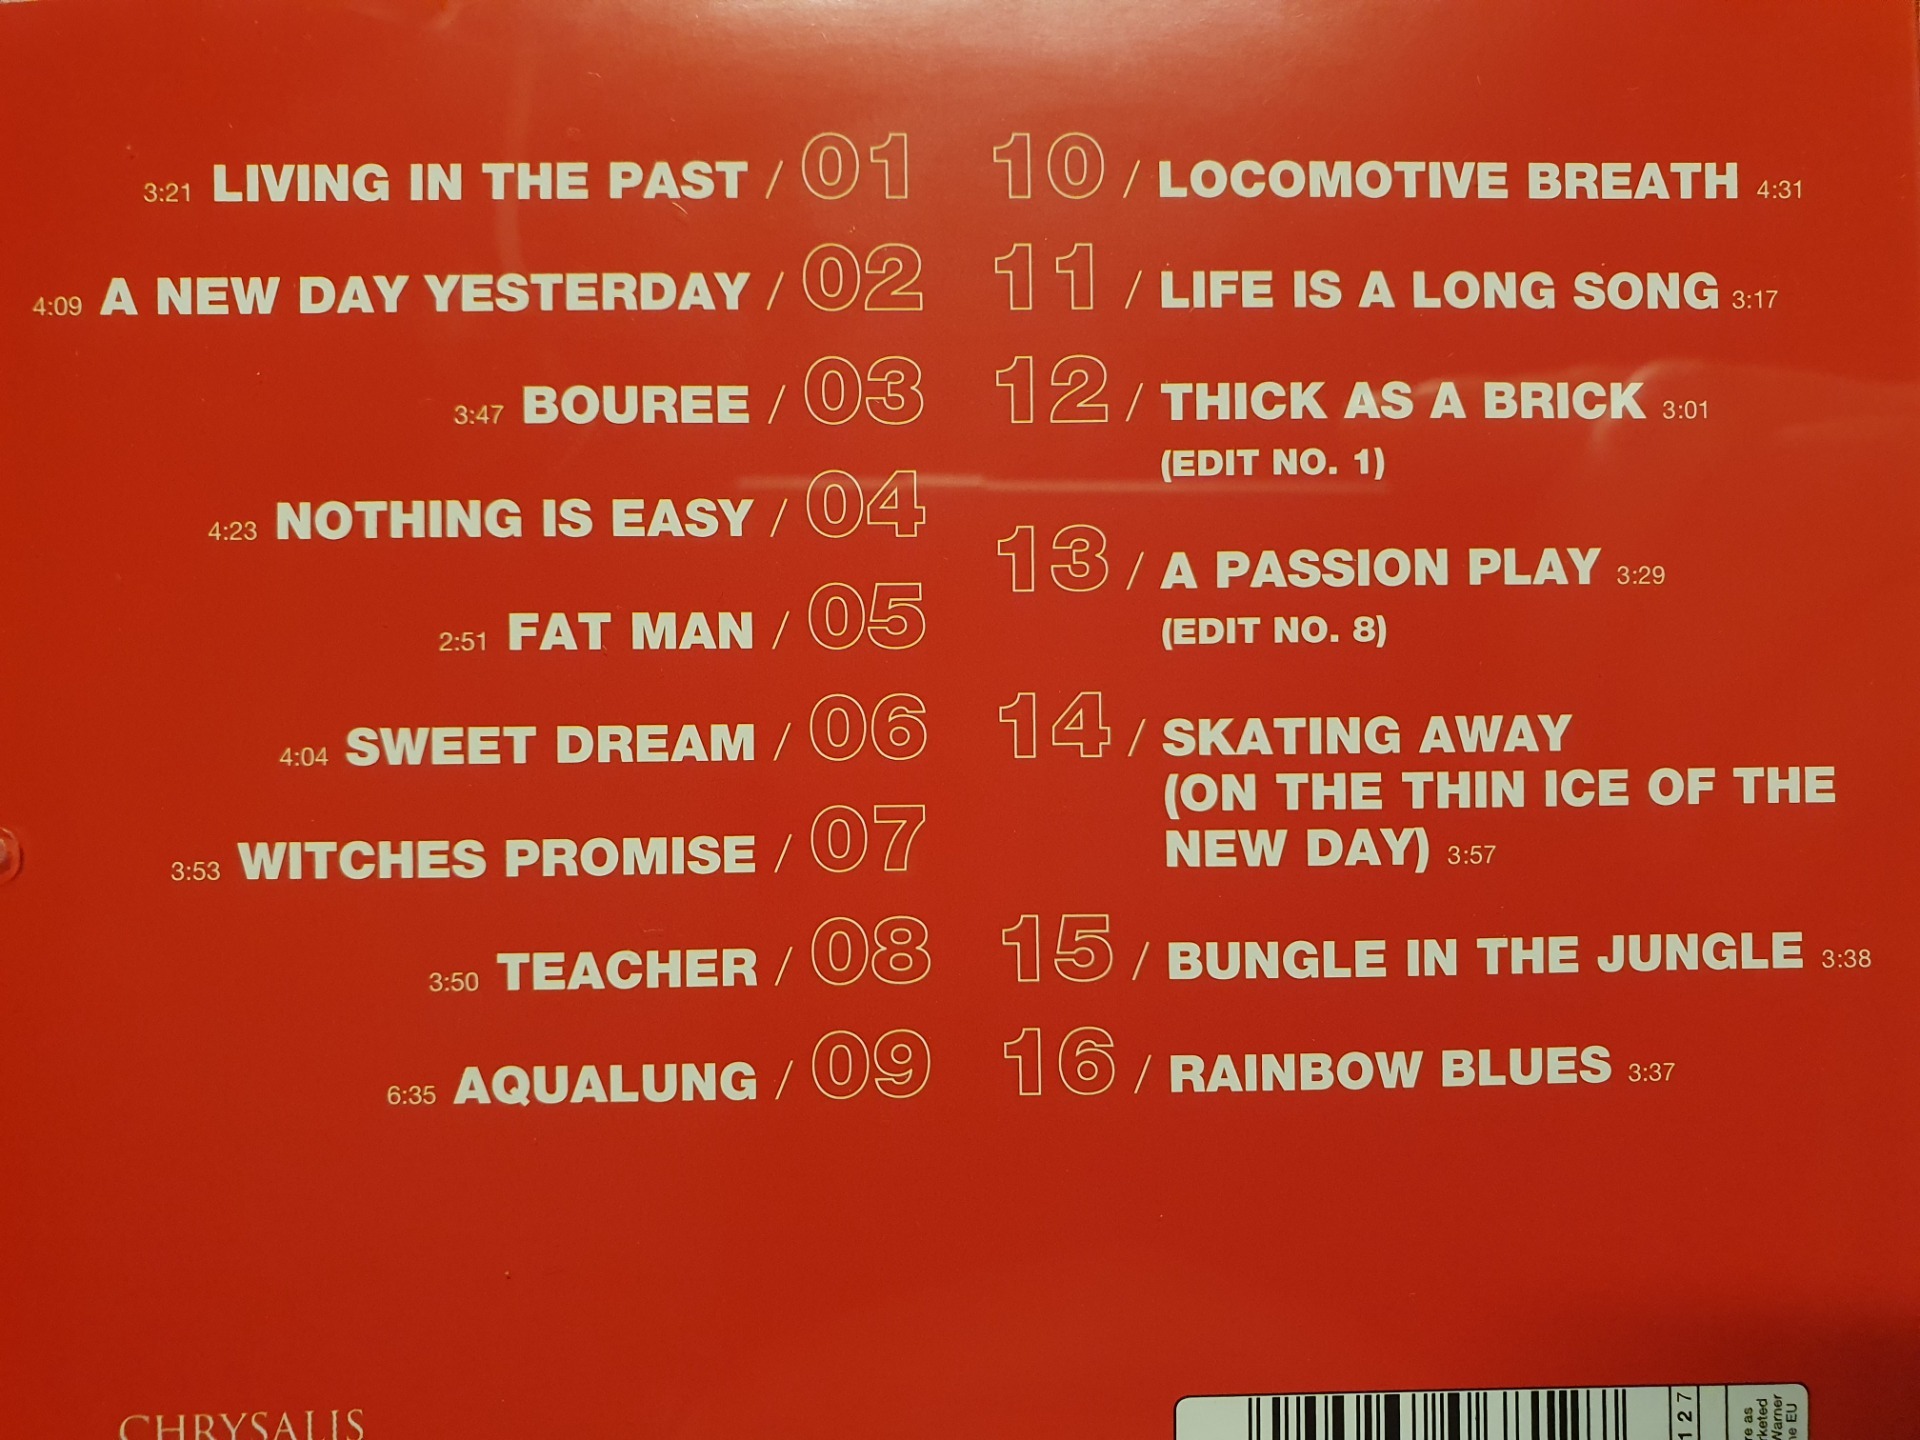 3:21 LIVING IN THE PAST / 01
4:09 A NEW DAY YESTERDAY / 02
3:47 BOUREE / 03
4:23 NOTHING IS EASY / 04
2:51 FAT MAN / 05
4:04 SWEET DREAM / 06
3:53 WITCHES PROMISE / 07
3:50 TEACHER / 08
6:35 AQUALUNG / 09
10 / LOCOMOTIVE BREATH 4:31
11 / LIFE IS A LONG SONG 3:17
12 / THICK AS A BRICK 3:01
(EDIT NO. 1)
13 / A PASSION PLAY 3:29
(EDIT NO. 8)
14 / SKATING AWAY
(ON THE THIN ICE OF THE
NEW DAY) 3:57
15 / BUNGLE IN THE JUNGLE 3:38
16 / RAINBOW BLUES 3:37
CHRYSALIS
127
Warner
EU